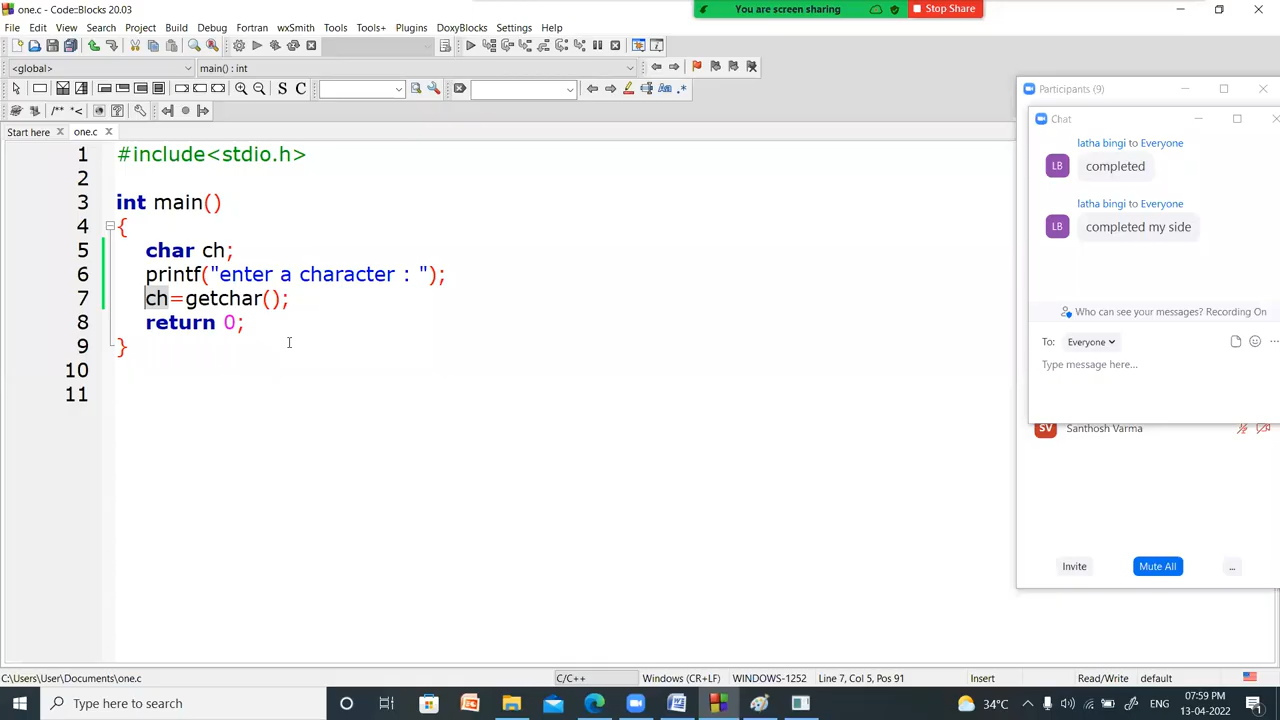 one.c - Code::Blocks 20.03
You are screen sharing
Stop Share
File Edit View Search Project Build Debug Fortran wxSmith Tools Tools+ Plugins DoxyBlocks Settings Help
<global>
main() : int
S C
/** *<
Aa .*
Start here
one.c
1 #include<stdio.h>
2
3 int main()
4 {
5 char ch;
6 printf("enter a character : ");
7 ch=getchar();
8 return 0;
9 }
10
11
Participants (9)
Chat
latha bingi to Everyone
LB completed
latha bingi to Everyone
LB completed my side
Who can see your messages? Recording On
To: Everyone
Type message here...
SV Santhosh Varma
Invite
Mute All
...
C:\Users\User\Documents\one.c
C/C++
Windows (CR+LF)
WINDOWS-1252
Line 7, Col 5, Pos 91
Insert
Read/Write
default
Type here to search
34°C
ENG
07:59 PM
13-04-2022
1